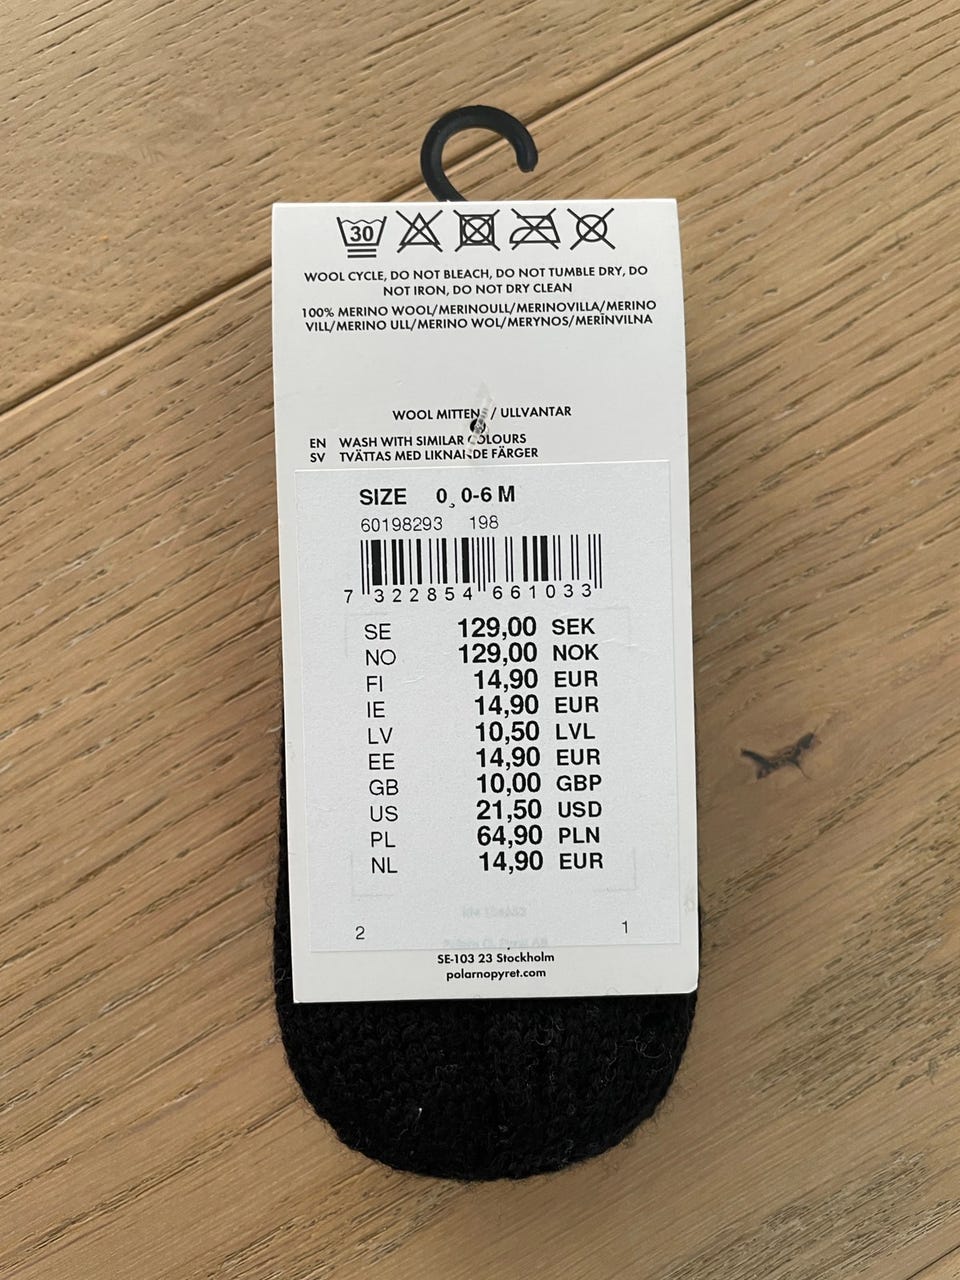 30
WOOL CYCLE, DO NOT BLEACH, DO NOT TUMBLE DRY, DO
NOT IRON, DO NOT DRY CLEAN
100% MERINO WOOL/MERINOULL/MERINOVILLA/MERINO
VILL/MERINO ULL/MERINO WOL/MERYNOS/MERĪNVILNA
WOOL MITTENS / ULLVANTAR
EN WASH WITH SIMILAR COLOURS
SV TVÄTTAS MED LIKNANDE FÄRGER
SIZE 0¸ 0-6 M
60198293 198
7 322854 661033
SE 129,00 SEK
NO 129,00 NOK
FI 14,90 EUR
IE 14,90 EUR
LV 10,50 LVL
EE 14,90 EUR
GB 10,00 GBP
US 21,50 USD
PL 64,90 PLN
NL 14,90 EUR
2 1
SE-103 23 Stockholm
polarnopyret.com